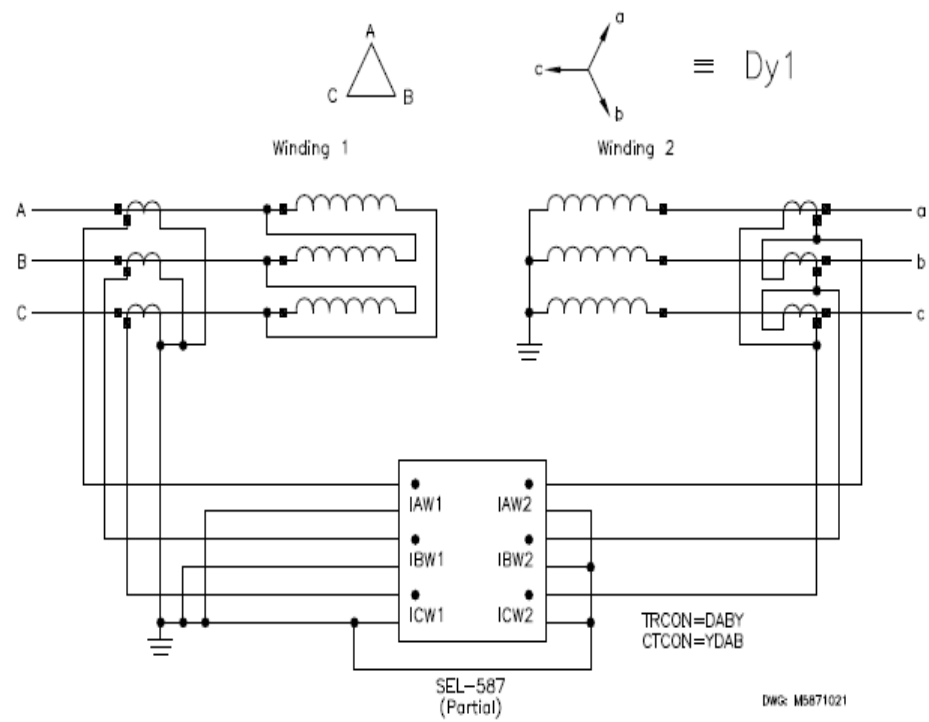 A
C B
a
c
b
≡ Dy1
Winding 1
Winding 2
A
B
C
a
b
c
IAW1
IAW2
IBW1
IBW2
ICW1
ICW2
TRCON=DABY
CTCON=YDAB
SEL-587
(Partial)
DWG: M5871021